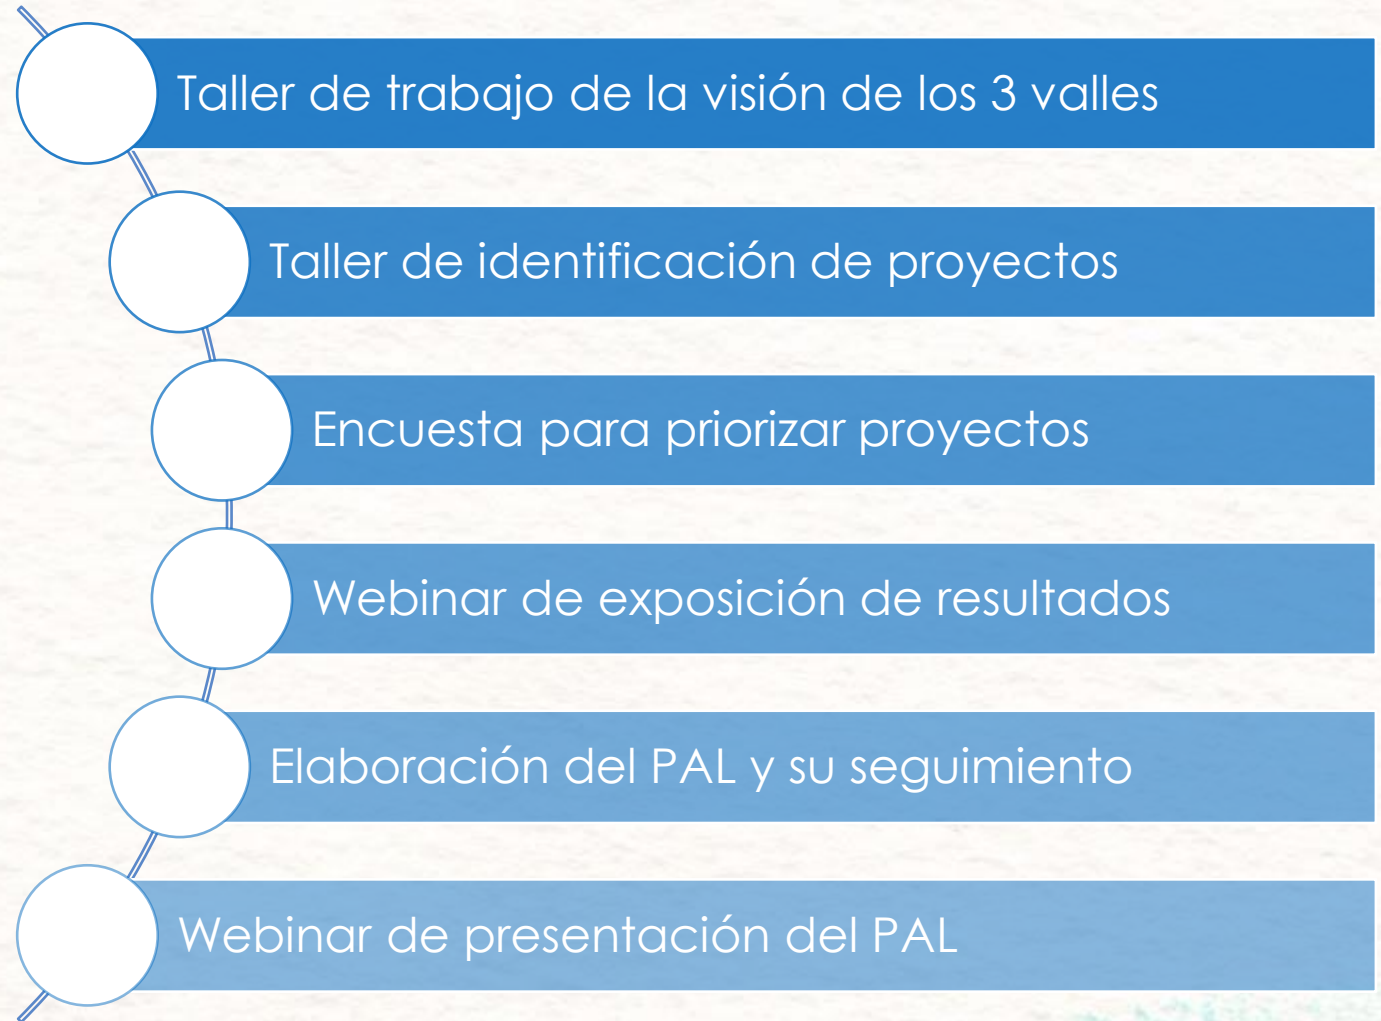 Taller de trabajo de la visión de los 3 valles
Taller de identificación de proyectos
Encuesta para priorizar proyectos
Webinar de exposición de resultados
Elaboración del PAL y su seguimiento
Webinar de presentación del PAL